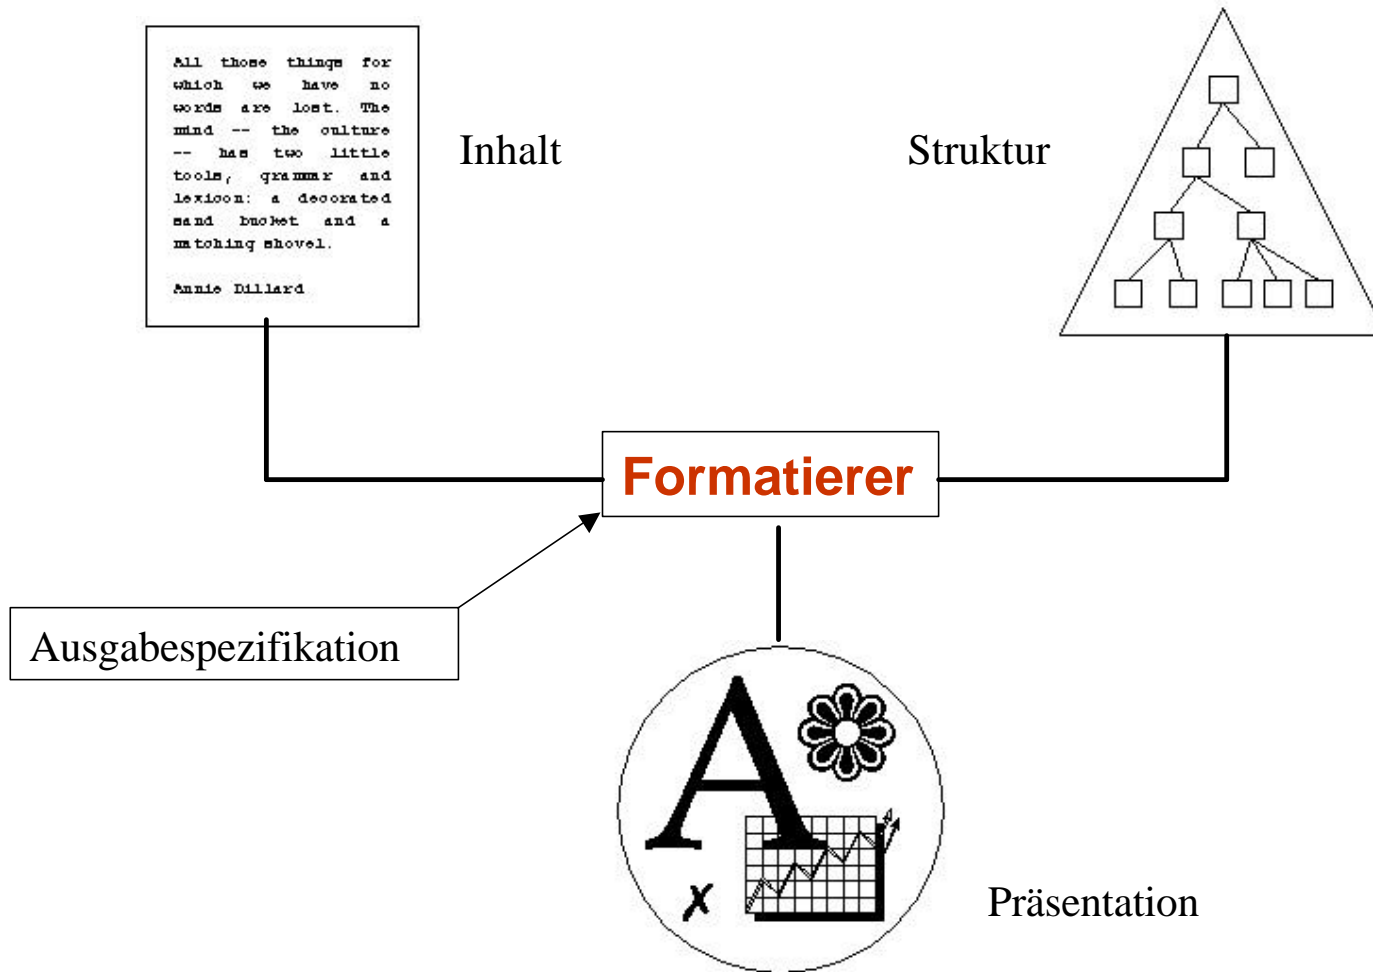 All those things for
which we have no
words are lost. The
mind -- the culture
-- has two little
tools, grammar and
lexicon: a decorated
sand bucket and a
matching shovel.
Annie Dillard
Inhalt
Struktur
Formatierer
Ausgabespezifikation
A
x
Präsentation